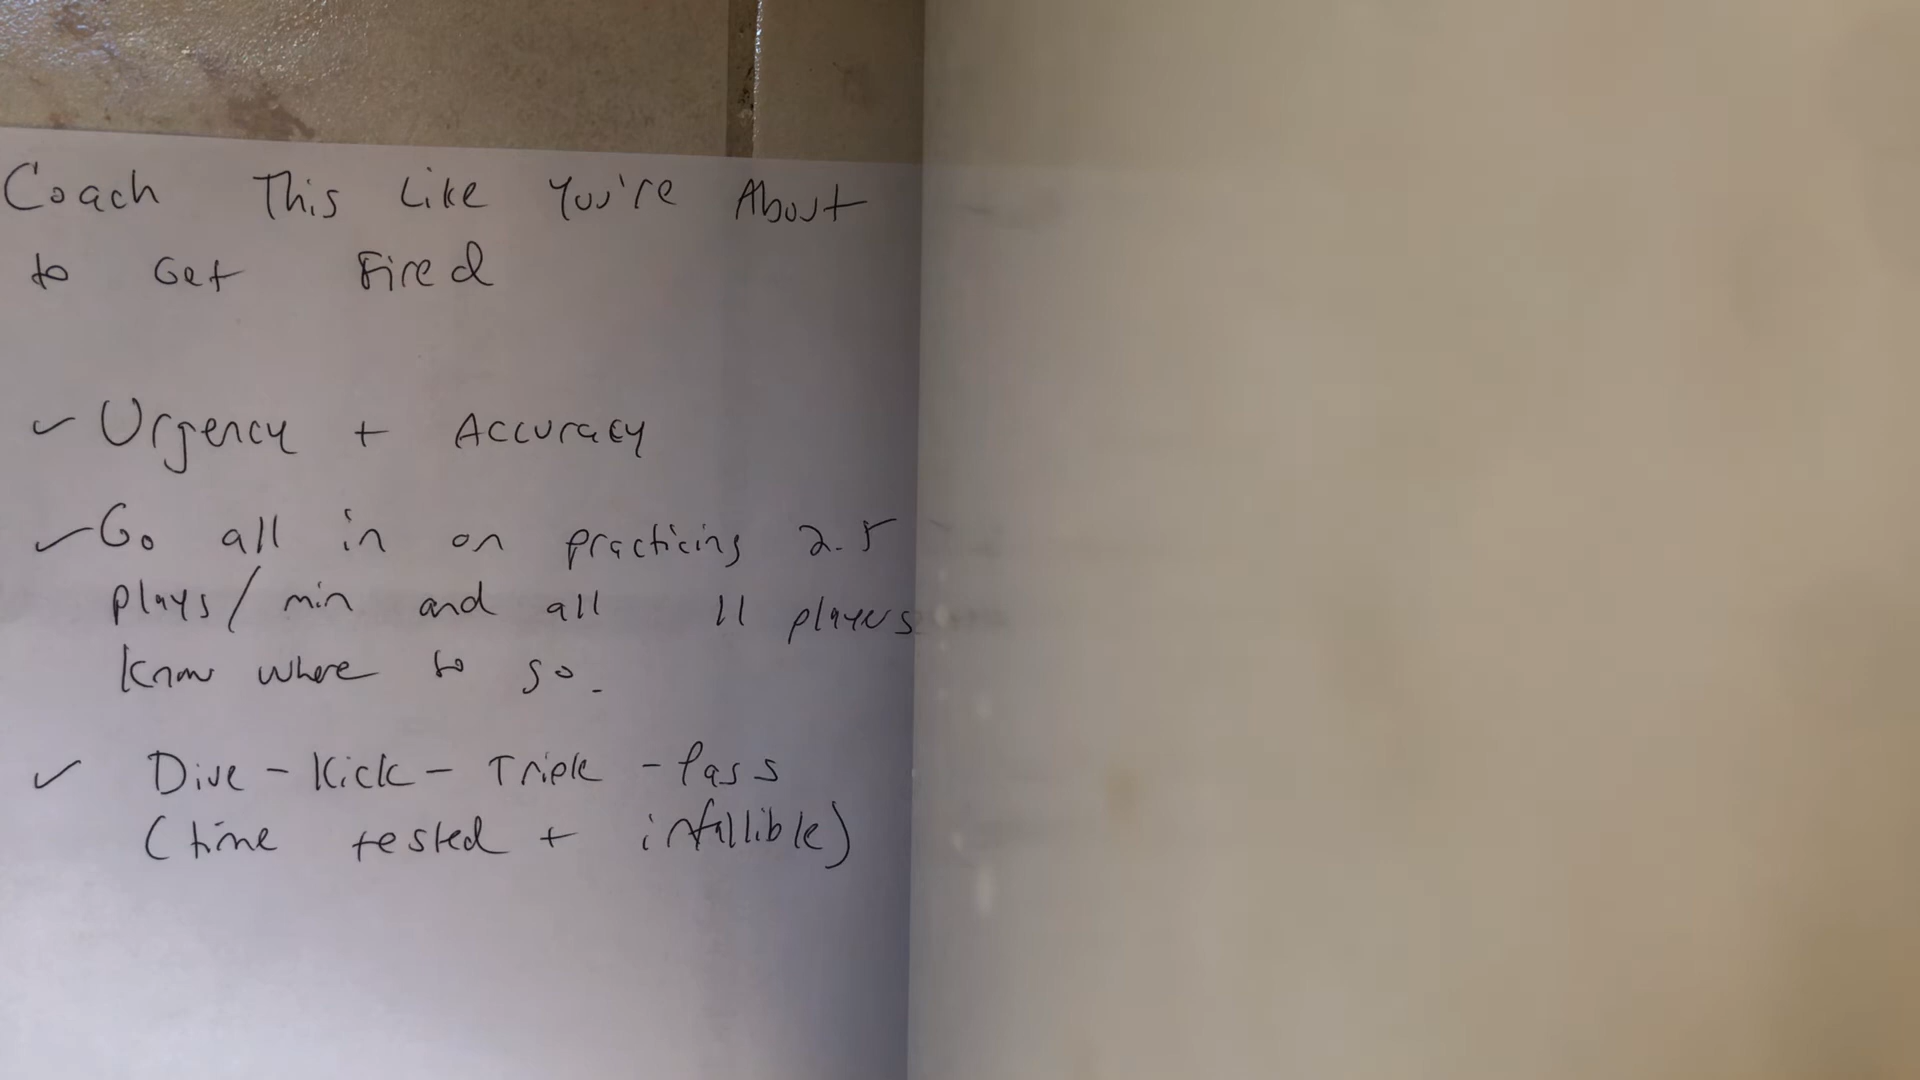 Coach This Like You're About
to Get Fired
✓ Urgency + Accuracy
✓ Go all in on practicing 2.5
plays/min and all 11 players
know where to go.
✓ Dive - Kick - Triple - Pass
(time tested + infallible)